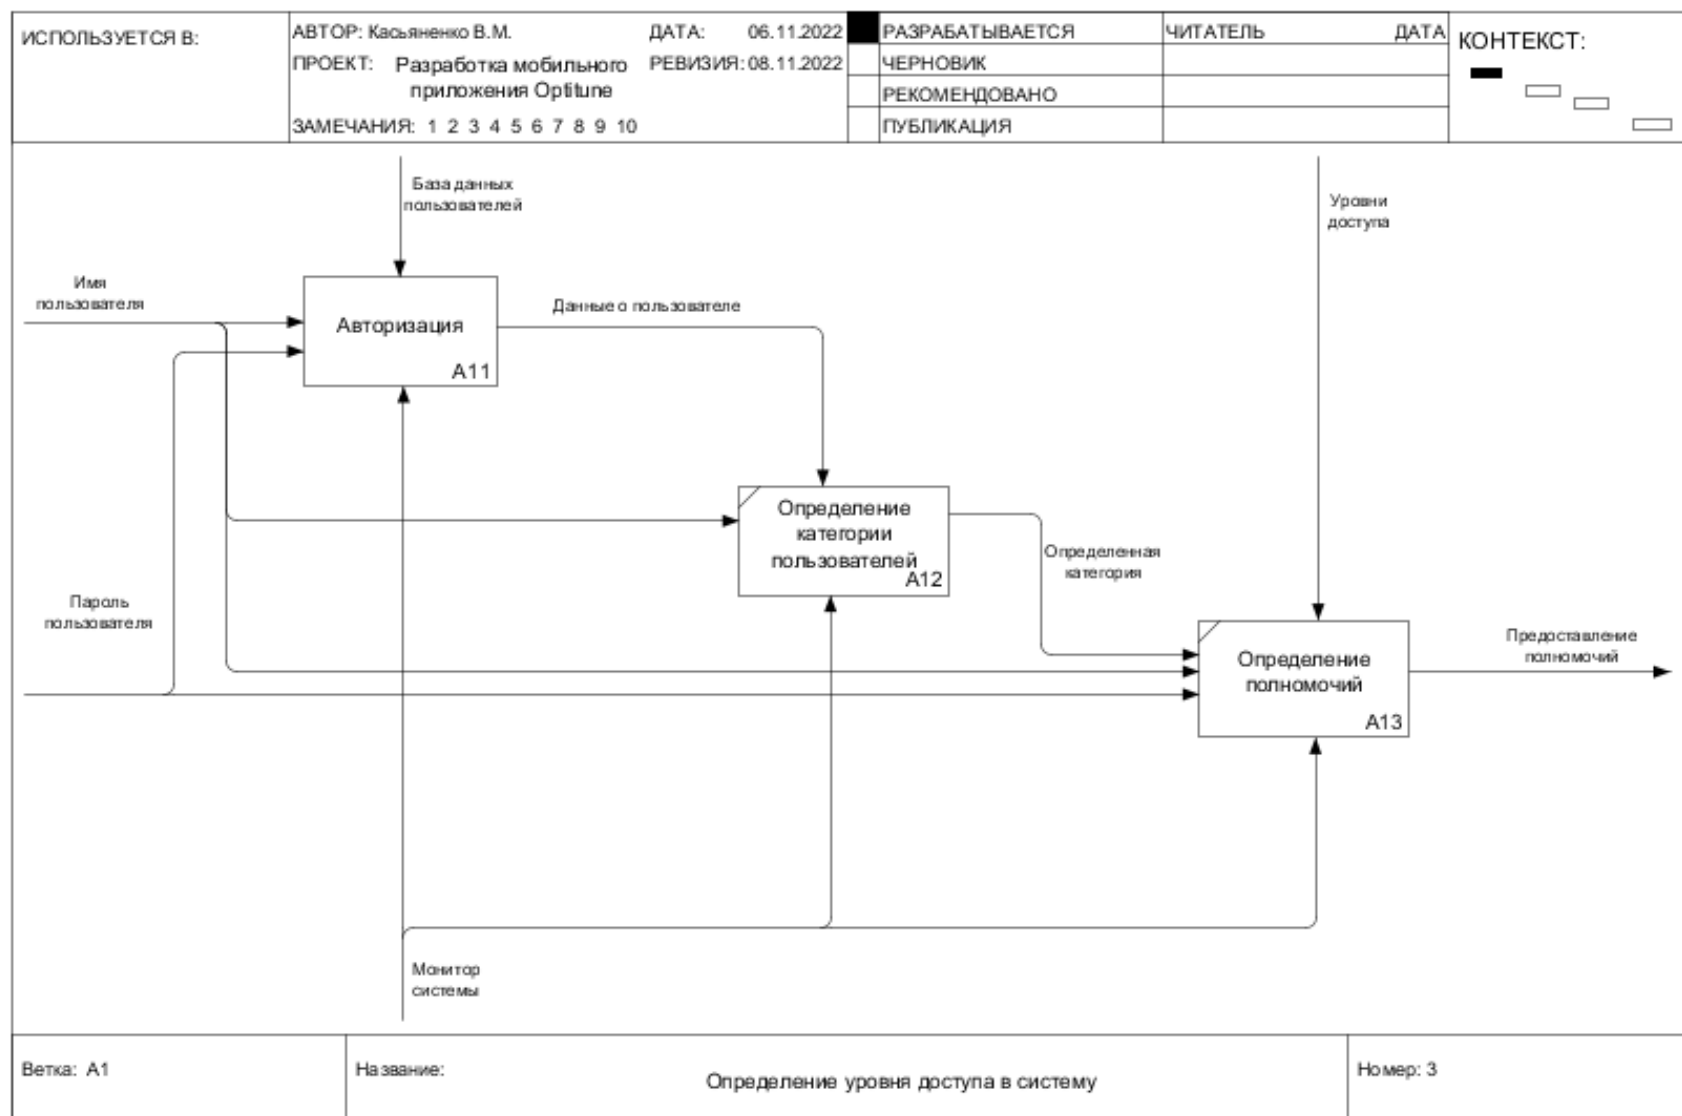 ИСПОЛЬЗУЕТСЯ В:
АВТОР: Касьяненко В.М.
ДАТА: 06.11.2022
ПРОЕКТ: Разработка мобильного
приложения Optitune
РЕВИЗИЯ: 08.11.2022
ЗАМЕЧАНИЯ: 1 2 3 4 5 6 7 8 9 10
РАЗРАБАТЫВАЕТСЯ
ЧЕРНОВИК
РЕКОМЕНДОВАНО
ПУБЛИКАЦИЯ
ЧИТАТЕЛЬ ДАТА
КОНТЕКСТ:
База данных
пользователей
Уровни
доступа
Имя
пользователя
Авторизация
A11
Данные о пользователе
Определение
категории
пользователей
A12
Определенная
категория
Пароль
пользователя
Определение
полномочий
A13
Предоставление
полномочий
Монитор
системы
Ветка: A1
Название:
Определение уровня доступа в систему
Номер: 3